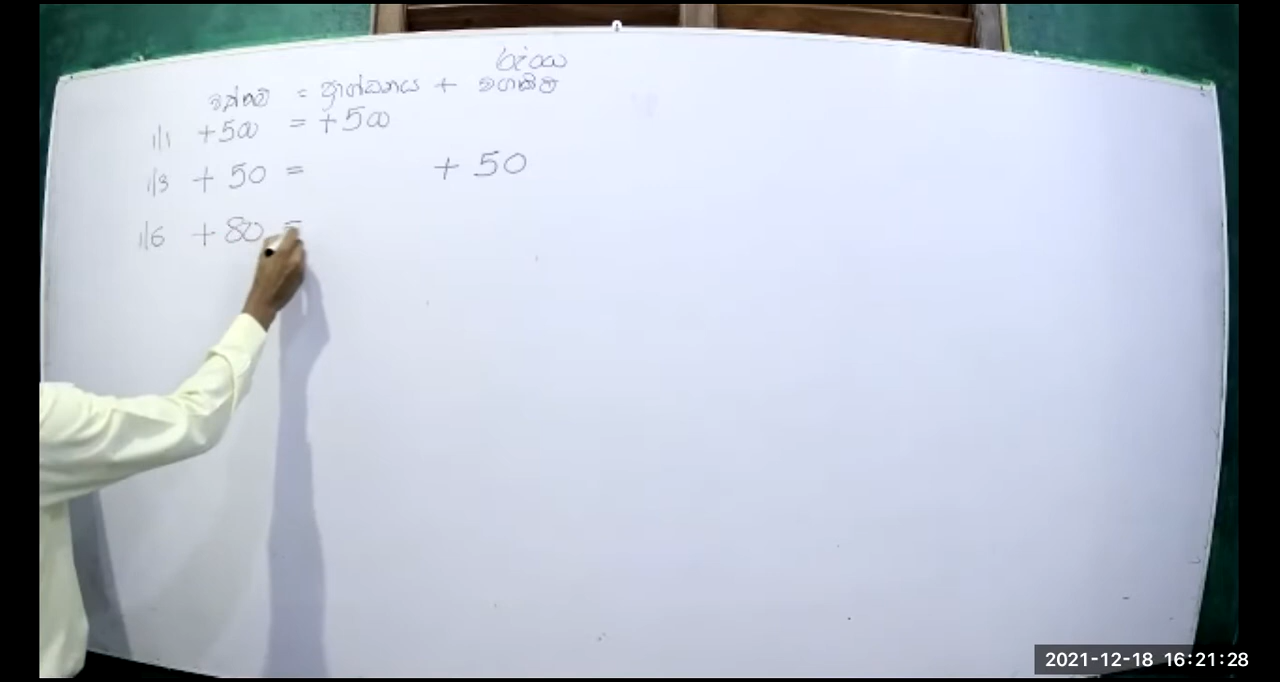 රු:000
වත්කම් = ප්‍රාග්ධනය + වගකීම්
1/1 +500 = +500
1/3 +50 = +50
1/6 +80 =
2021-12-18 16:21:28